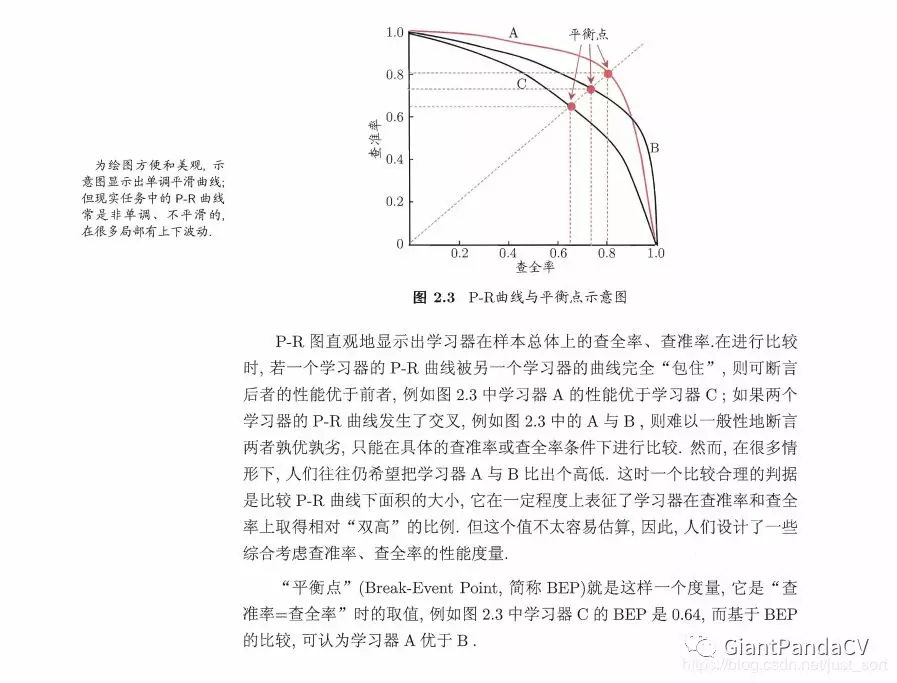 1.0
0.8
0.6
0.4
0.2
0
查准率
A
平衡点
C
B
0.2
0.4
0.6
0.8
1.0
查全率
为绘图方便和美观, 示
意图显示出单调平滑曲线;
但现实任务中的 P-R 曲线
常是非单调、不平滑的,
在很多局部有上下波动.
图 2.3 P-R曲线与平衡点示意图
P-R 图直观地显示出学习器在样本总体上的查全率、查准率.在进行比较
时, 若一个学习器的 P-R 曲线被另一个学习器的曲线完全“包住”, 则可断言
后者的性能优于前者, 例如图 2.3 中学习器 A 的性能优于学习器 C ; 如果两个
学习器的 P-R 曲线发生了交叉, 例如图 2.3 中的 A 与 B , 则难以一般性地断言
两者孰优孰劣, 只能在具体的查准率或查全率条件下进行比较. 然而, 在很多情
形下, 人们往往仍希望把学习器 A 与 B 比出个高低. 这时一个比较合理的判据
是比较 P-R 曲线下面积的大小, 它在一定程度上表征了学习器在查准率和查全
率上取得相对“双高”的比例. 但这个值不太容易估算, 因此, 人们设计了一些
综合考虑查准率、查全率的性能度量.
“平衡点”(Break-Event Point, 简称 BEP)就是这样一个度量, 它是“查
准率=查全率”时的取值, 例如图 2.3 中学习器 C 的 BEP 是 0.64, 而基于 BEP
的比较, 可认为学习器 A 优于 B .
GiantPandaCV
https://blog.csdn.net/just_sort